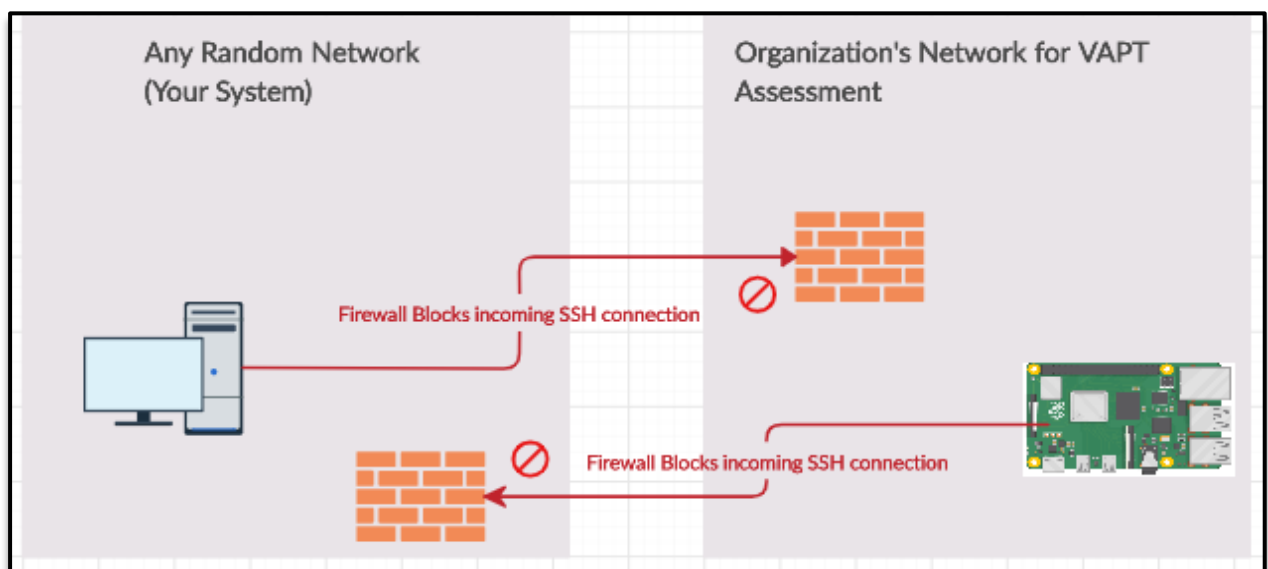 Any Random Network
(Your System)
Organization's Network for VAPT
Assessment
Firewall Blocks incoming SSH connection
Firewall Blocks incoming SSH connection